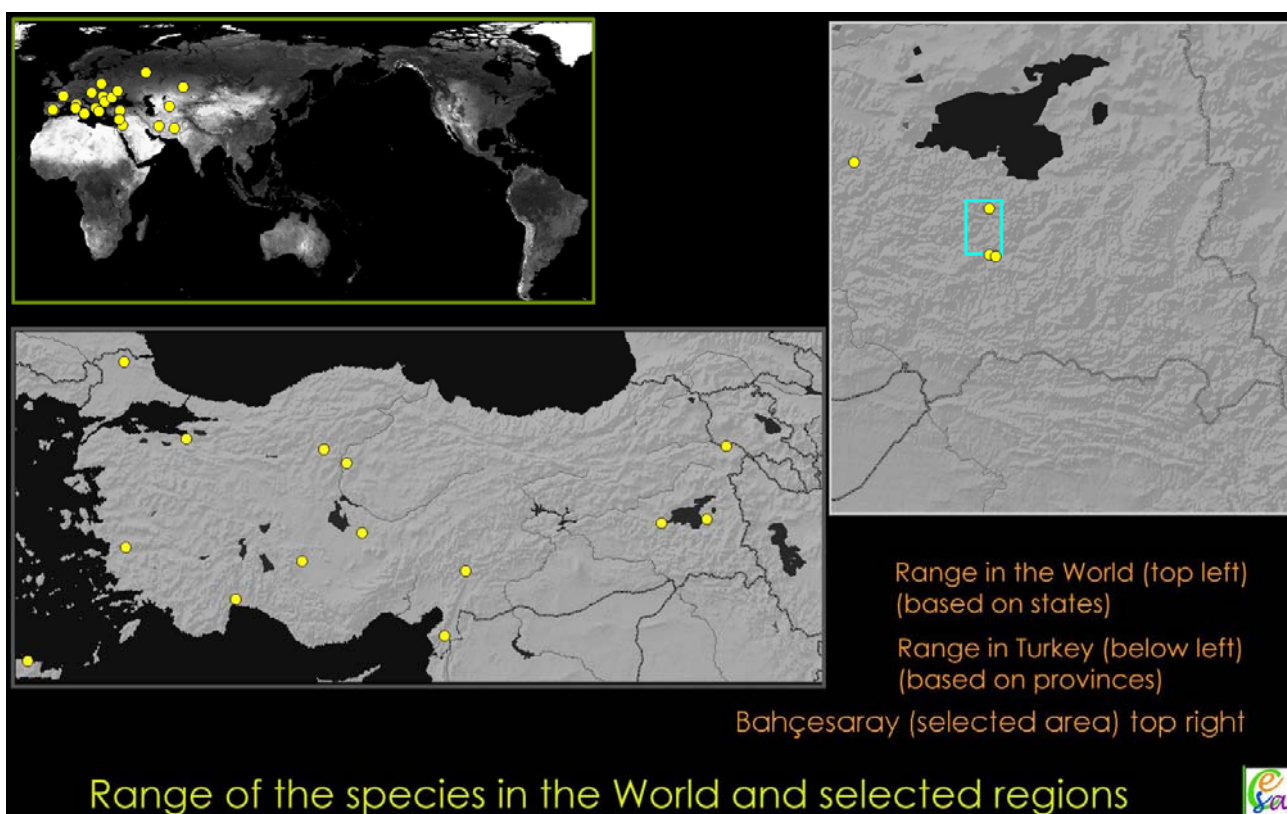 Range in the World (top left)
(based on states)
Range in Turkey (below left)
(based on provinces)
Bahçesaray (selected area) top right
Range of the species in the World and selected regions
esa